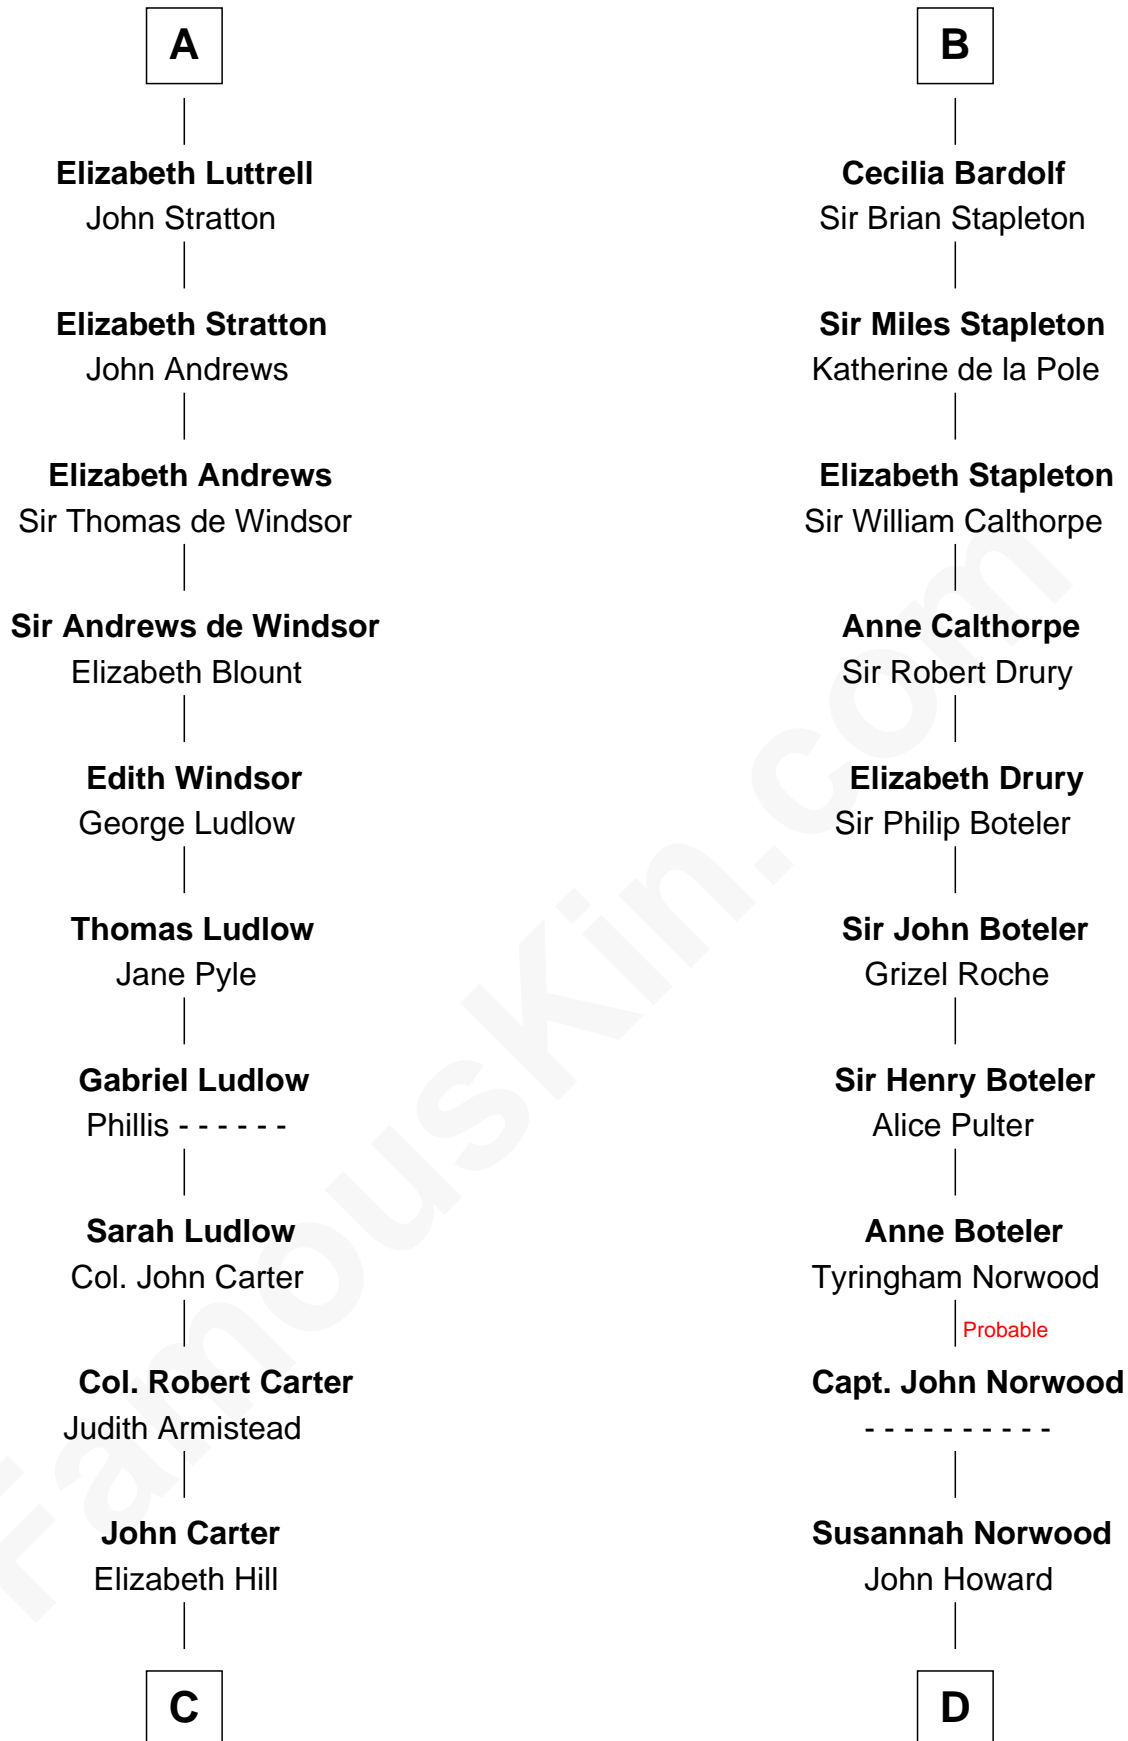 A
Elizabeth Luttrell
John Stratton
Elizabeth Stratton
John Andrews
Elizabeth Andrews
Sir Thomas de Windsor
Sir Andrews de Windsor
Elizabeth Blount
Edith Windsor
George Ludlow
Thomas Ludlow
Jane Pyle
Gabriel Ludlow
Phillis - - - - - -
Sarah Ludlow
Col. John Carter
Col. Robert Carter
Judith Armistead
John Carter
Elizabeth Hill
C
B
Cecilia Bardolf
Sir Brian Stapleton
Sir Miles Stapleton
Katherine de la Pole
Elizabeth Stapleton
Sir William Calthorpe
Anne Calthorpe
Sir Robert Drury
Elizabeth Drury
Sir Philip Boteler
Sir John Boteler
Grizel Roche
Sir Henry Boteler
Alice Pulter
Anne Boteler
Tyringham Norwood
Probable
Capt. John Norwood
- - - - - - - - - -
Susannah Norwood
John Howard
D
FamousKin.com